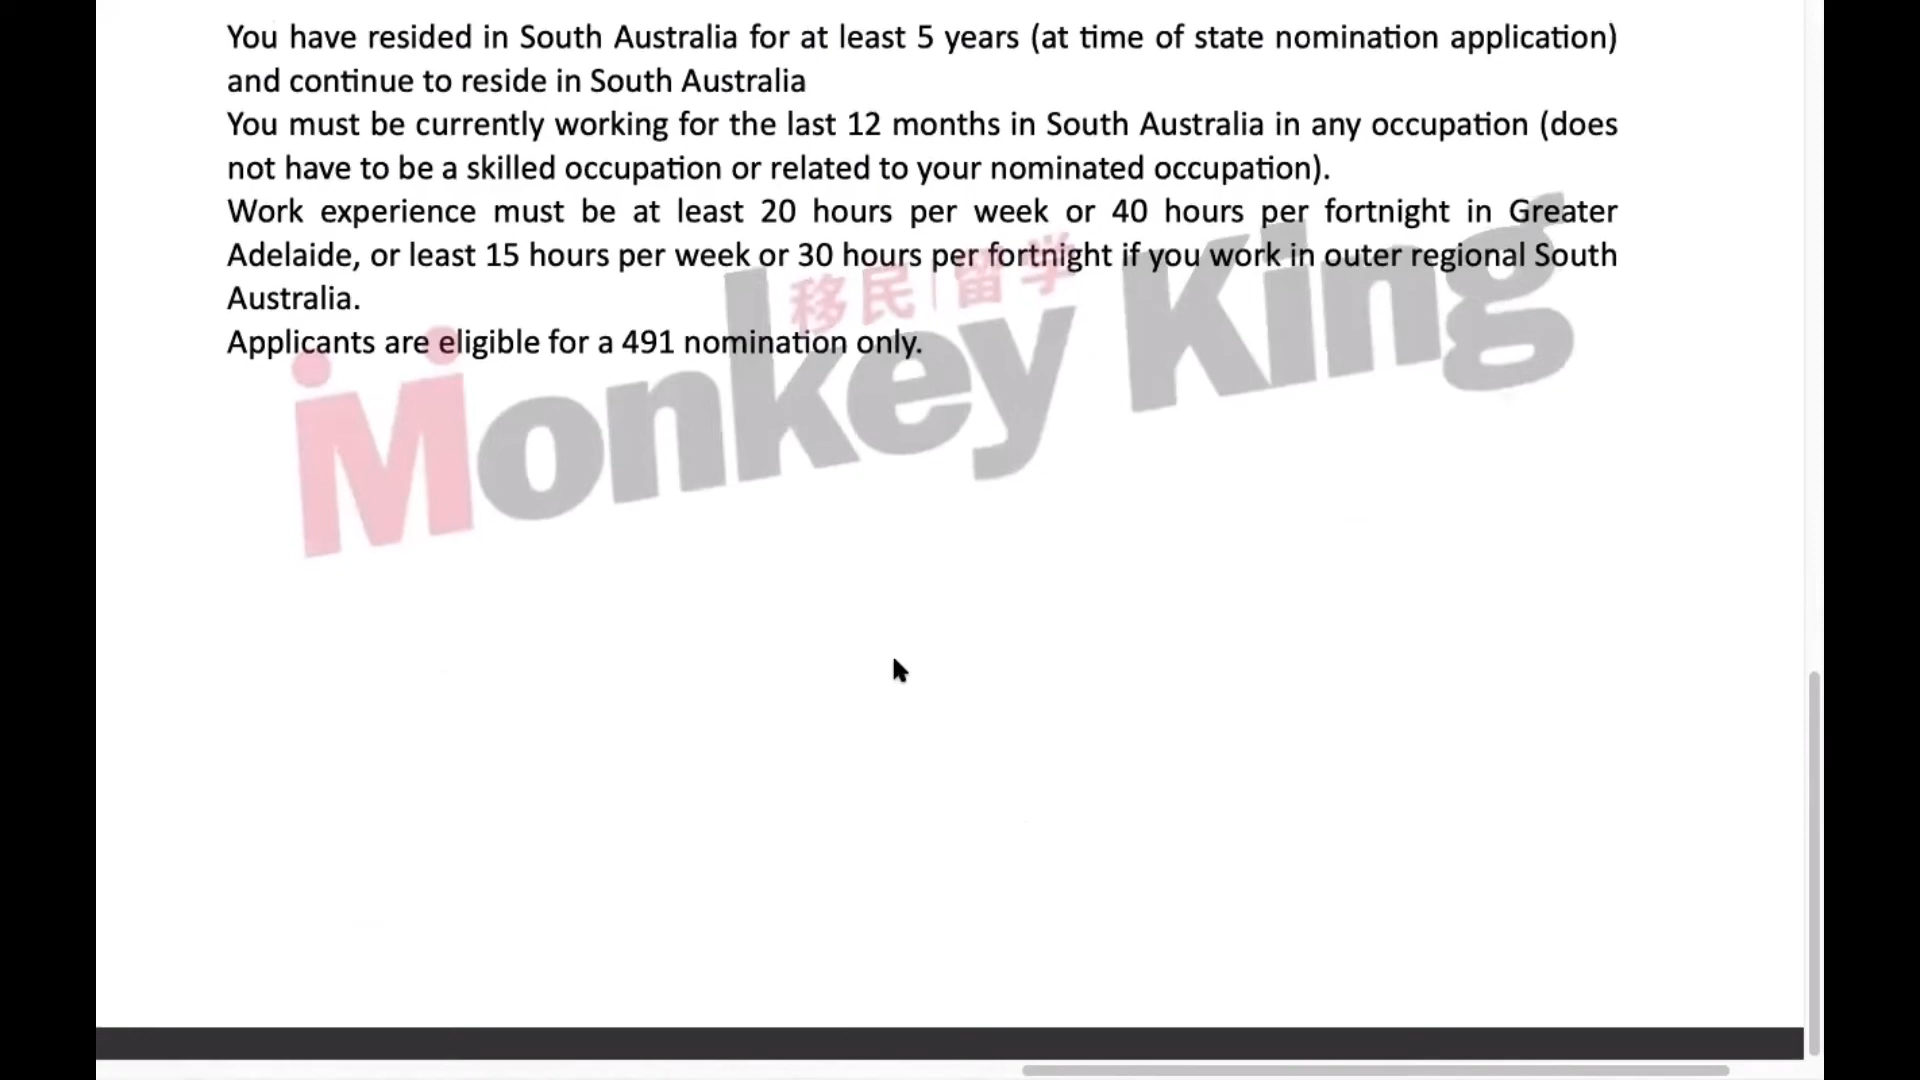 You have resided in South Australia for at least 5 years (at time of state nomination application)
and continue to reside in South Australia
You must be currently working for the last 12 months in South Australia in any occupation (does
not have to be a skilled occupation or related to your nominated occupation).
Work experience must be at least 20 hours per week or 40 hours per fortnight in Greater
Adelaide, or least 15 hours per week or 30 hours per fortnight if you work in outer regional South
Australia.
Applicants are eligible for a 491 nomination only.
移民|留学
Monkey King